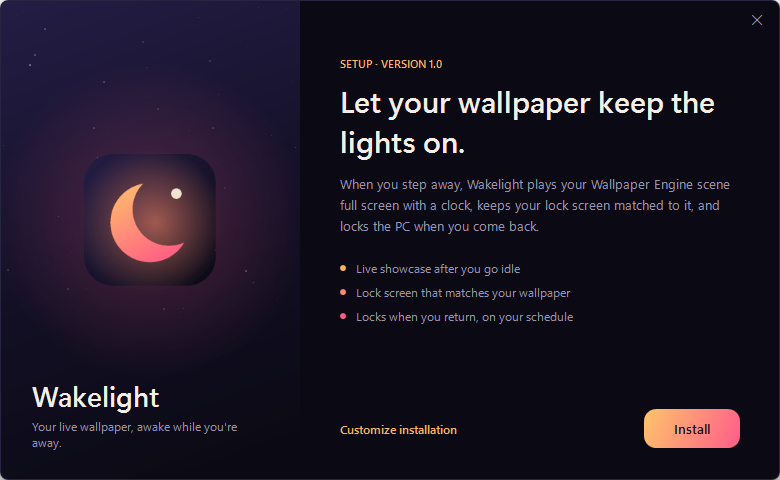 SETUP · VERSION 1.0
Let your wallpaper keep the
lights on.
When you step away, Wakelight plays your Wallpaper Engine scene
full screen with a clock, keeps your lock screen matched to it, and
locks the PC when you come back.
Live showcase after you go idle
Lock screen that matches your wallpaper
Locks when you return, on your schedule
Wakelight
Your live wallpaper, awake while you're
away.
Customize installation
Install